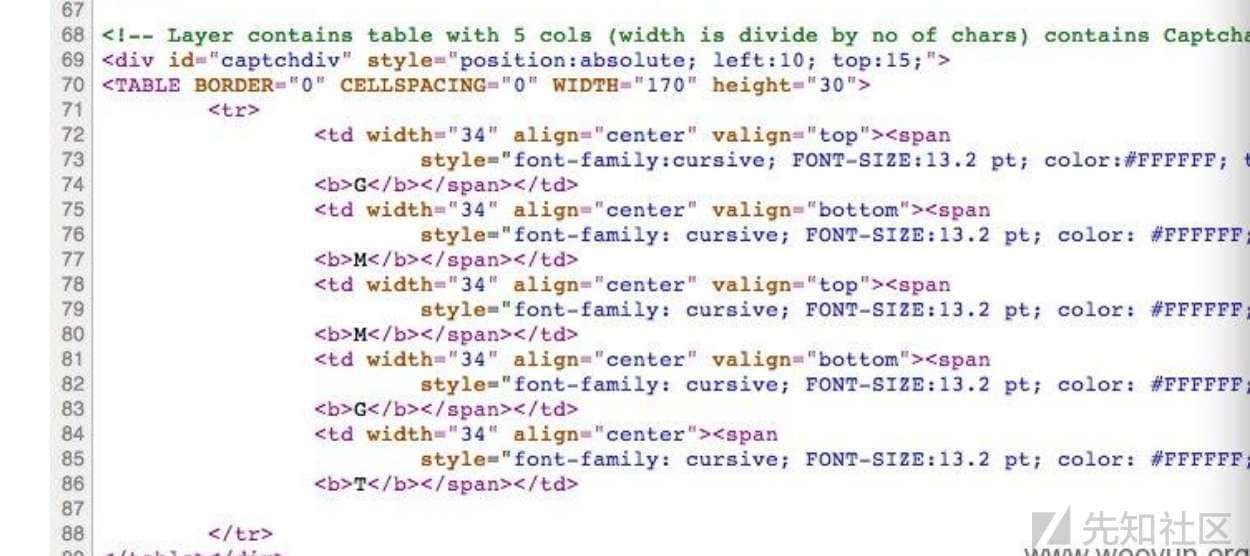 67
68 <!-- Layer contains table with 5 cols (width is divide by no of chars) contains Captcha
69 <div id="captchdiv" style="position:absolute; left:10; top:15;">
70 <TABLE BORDER="0" CELLSPACING="0" WIDTH="170" height="30">
71 <tr>
72 <td width="34" align="center" valign="top"><span
73 style="font-family:cursive; FONT-SIZE:13.2 pt; color:#FFFFFF; t
74 <b>G</b></span></td>
75 <td width="34" align="center" valign="bottom"><span
76 style="font-family: cursive; FONT-SIZE:13.2 pt; color: #FFFFFF;
77 <b>M</b></span></td>
78 <td width="34" align="center" valign="top"><span
79 style="font-family: cursive; FONT-SIZE:13.2 pt; color: #FFFFFF;
80 <b>M</b></span></td>
81 <td width="34" align="center" valign="bottom"><span
82 style="font-family: cursive; FONT-SIZE:13.2 pt; color: #FFFFFF;
83 <b>G</b></span></td>
84 <td width="34" align="center"><span
85 style="font-family: cursive; FONT-SIZE:13.2 pt; color: #FFFFFF;
86 <b>T</b></span></td>
87
88 </tr>
先知社区